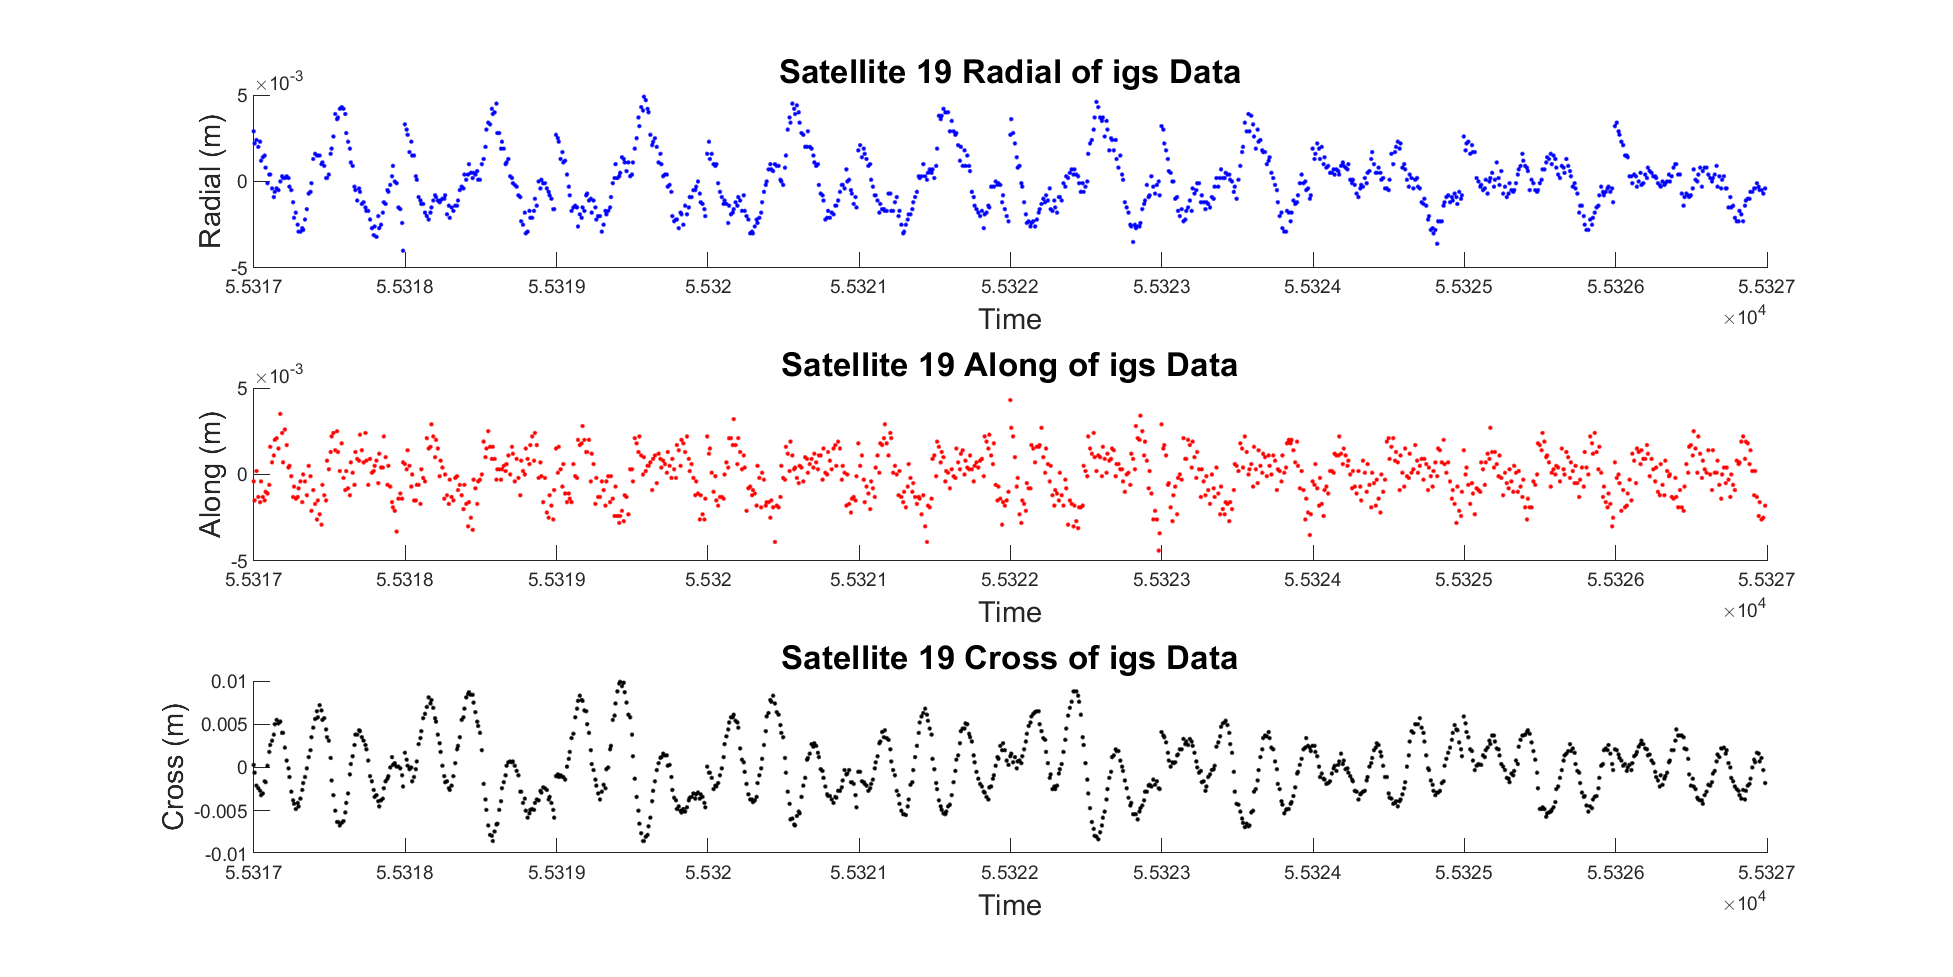 Satellite 19 Radial of igs Data
×10-3
5
0
-5
Radial (m)
5.5317 5.5318 5.5319 5.532 5.5321 5.5322 5.5323 5.5324 5.5325 5.5326 5.5327
Time
×104
Satellite 19 Along of igs Data
×10-3
5
0
-5
Along (m)
5.5317 5.5318 5.5319 5.532 5.5321 5.5322 5.5323 5.5324 5.5325 5.5326 5.5327
Time
×104
Satellite 19 Cross of igs Data
0.01
0.005
0
-0.005
-0.01
Cross (m)
5.5317 5.5318 5.5319 5.532 5.5321 5.5322 5.5323 5.5324 5.5325 5.5326 5.5327
Time
×104